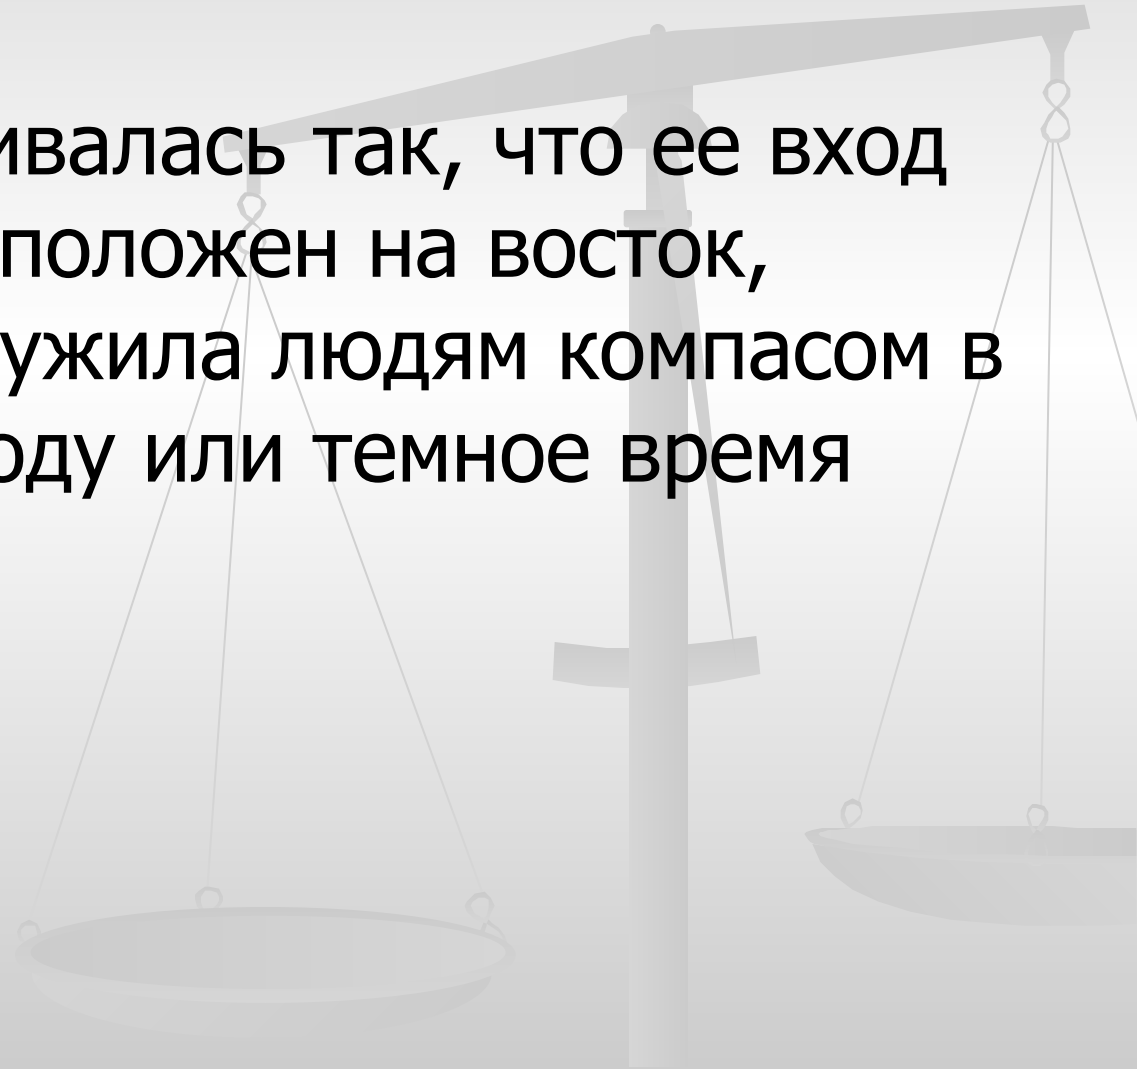 ивалась так, что ее вход
положен на восток,
ужила людям компасом в
оду или темное время